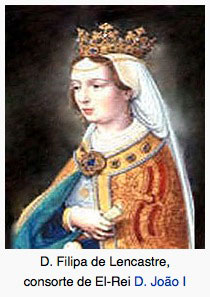 D. Filipa de Lencastre,
consorte de El-Rei D. João I